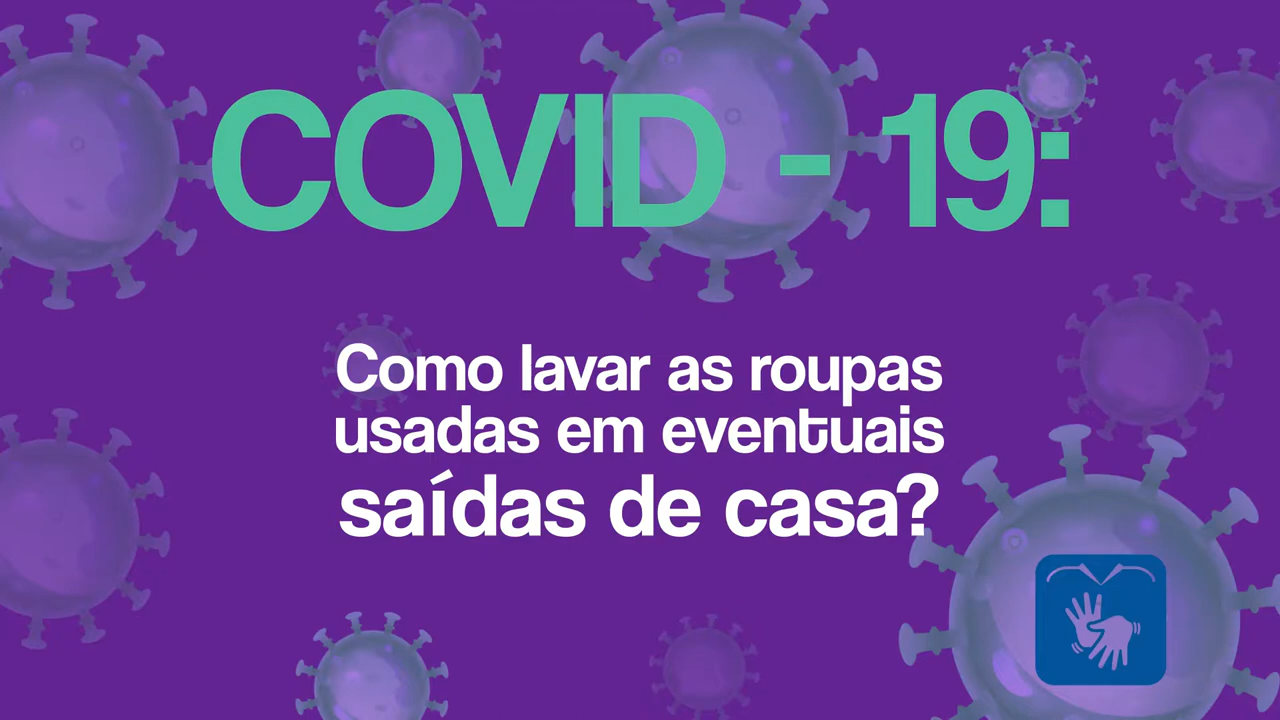 COVID - 19:
Como lavar as roupas
usadas em eventuais
saídas de casa?